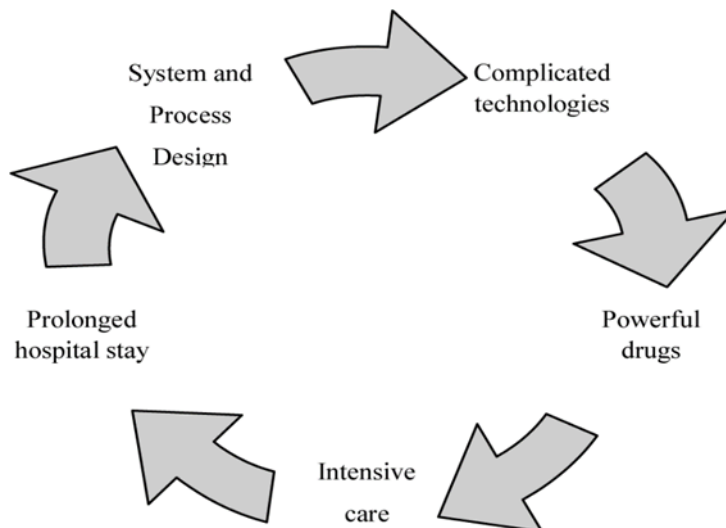 System and
Process
Design
Complicated
technologies
Powerful
drugs
Intensive
care
Prolonged
hospital stay